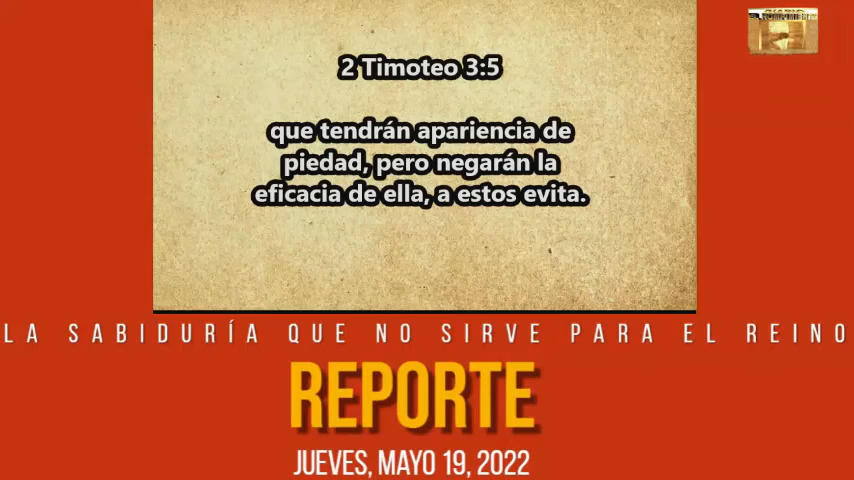 2 Timoteo 3:5
que tendrán apariencia de
piedad, pero negarán la
eficacia de ella, a estos evita.
LA SABIDURÍA QUE NO SIRVE PARA EL REINO
REPORTE
JUEVES, MAYO 19, 2022